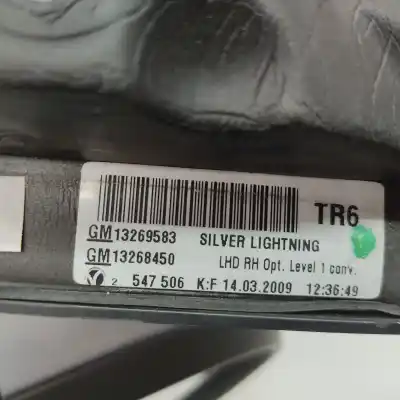 TR6
GM13269583 SILVER LIGHTNING
GM13268450 LHD RH Opt. Level 1 conv.
2 547 506 K:F 14.03.2009 12:36:49